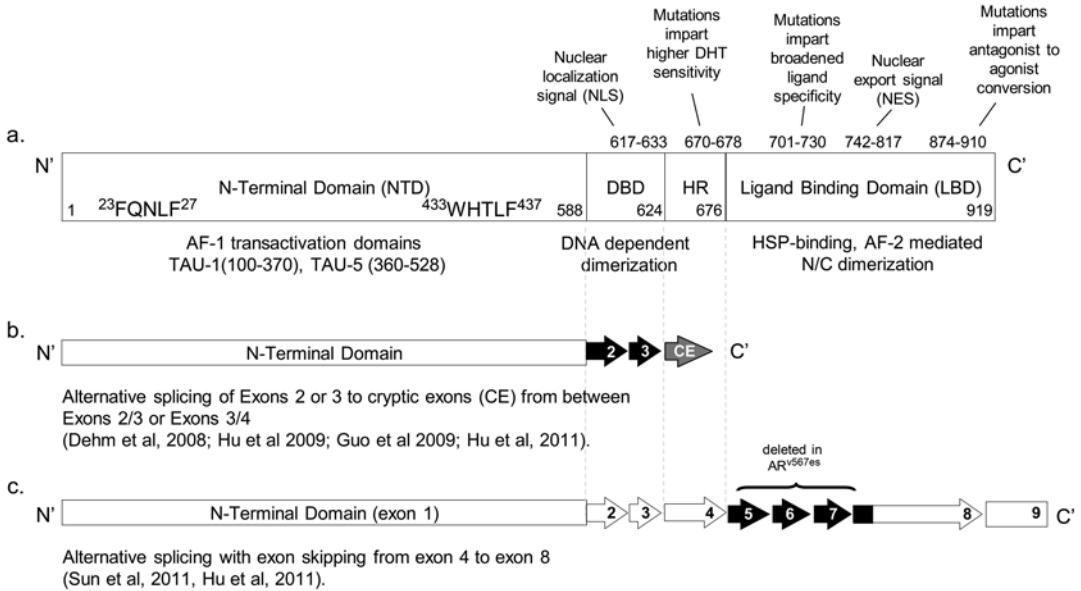 Nuclear
localization
signal (NLS)
Mutations
impart
higher DHT
sensitivity
Mutations
impart
broadened
ligand
specificity
Nuclear
export signal
(NES)
Mutations
impart
antagonist to
agonist
conversion
a.
617-633 670-678 701-730 742-817 874-910
N' C'
N-Terminal Domain (NTD) DBD HR Ligand Binding Domain (LBD)
1 23FQNLF27 433WHTLF437 588 624 676 919
AF-1 transactivation domains
TAU-1(100-370), TAU-5 (360-528)
DNA dependent
dimerization
HSP-binding, AF-2 mediated
N/C dimerization
b.
N' N-Terminal Domain 2 3 CE C'
Alternative splicing of Exons 2 or 3 to cryptic exons (CE) from between
Exons 2/3 or Exons 3/4
(Dehm et al, 2008; Hu et al 2009; Guo et al 2009; Hu et al, 2011).
deleted in
ARv567es
c.
N' N-Terminal Domain (exon 1) 2 3 4 5 6 7 8 9 C'
Alternative splicing with exon skipping from exon 4 to exon 8
(Sun et al, 2011, Hu et al, 2011).